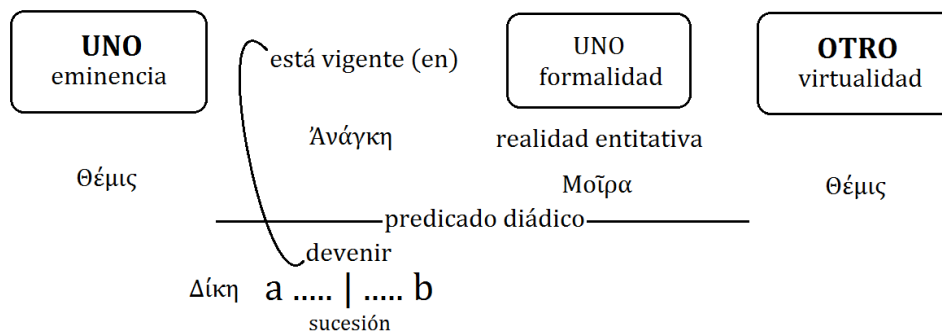 UNO
eminencia
está vigente (en)
UNO
formalidad
OTRO
virtualidad
Ἀνάγκη
realidad entitativa
Θέμις
Μοῖρα
Θέμις
predicado diádico
devenir
Δίκη a ..... | ..... b
sucesión